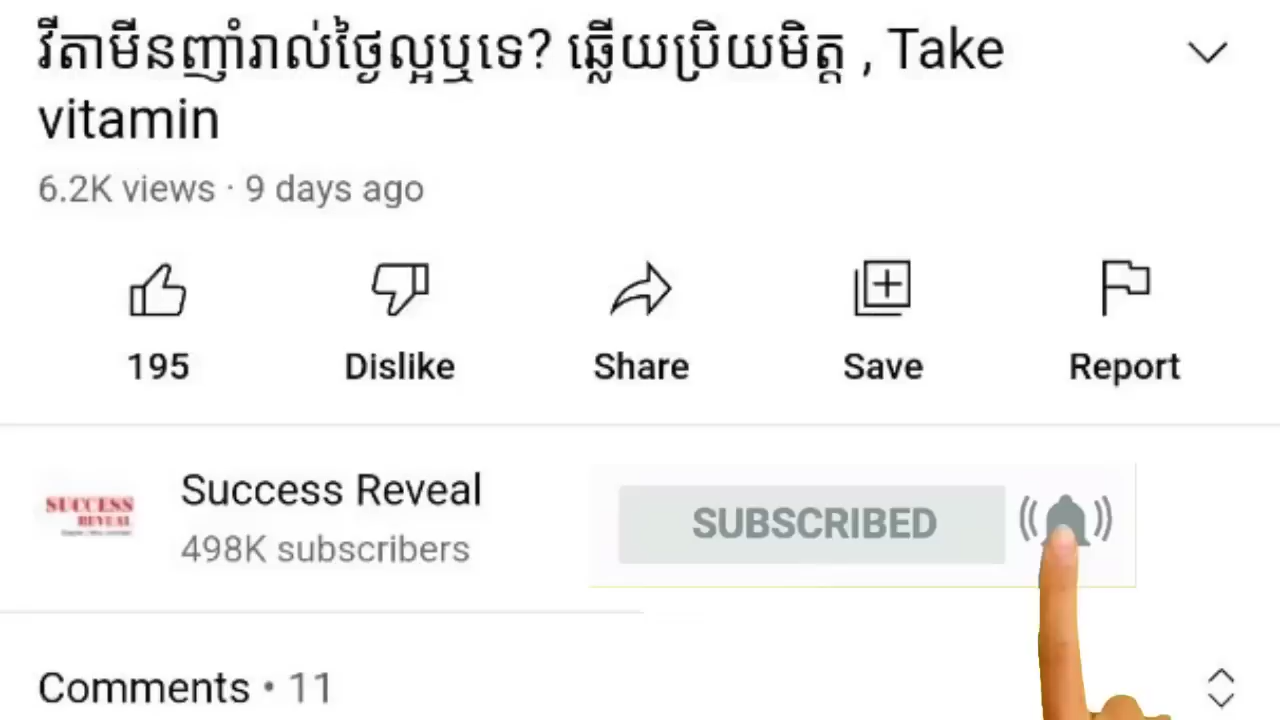 វីតាមីនញ៉ាំរាល់ថ្ងៃល្អឬទេ? ឆ្លើយប្រិយមិត្ត , Take
vitamin
6.2K views · 9 days ago
195 Dislike Share Save Report
SUCCESS
REVEAL
Success Reveal
498K subscribers
SUBSCRIBED
Comments • 11